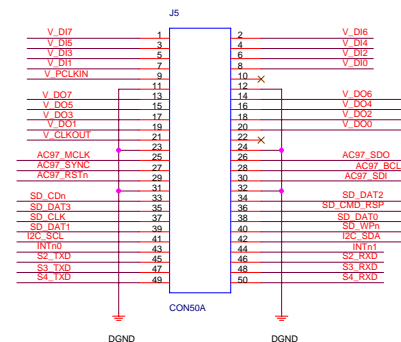 J5
V_DI7 1 2 V_DI6
V_DI5 3 4 V_DI4
V_DI3 5 6 V_DI2
V_DI1 7 8 V_DI0
V_PCLKIN 9 10
11 12
V_DO7 13 14 V_DO6
V_DO5 15 16 V_DO4
V_DO3 17 18 V_DO2
V_DO1 19 20 V_DO0
V_CLKOUT 21 22
23 24
AC97_MCLK 25 26 AC97_SDO
AC97_SYNC 27 28 AC97_BCL
AC97_RSTn 29 30 AC97_SDI
31 32
SD_CDn 33 34 SD_DAT2
SD_DAT3 35 36 SD_CMD_RSP
SD_CLK 37 38 SD_DAT0
SD_DAT1 39 40 SD_WPn
I2C_SCL 41 42 I2C_SDA
INTn0 43 44 INTn1
S2_TXD 45 46 S2_RXD
S3_TXD 47 48 S3_RXD
S4_TXD 49 50 S4_RXD
CON50A
DGND DGND